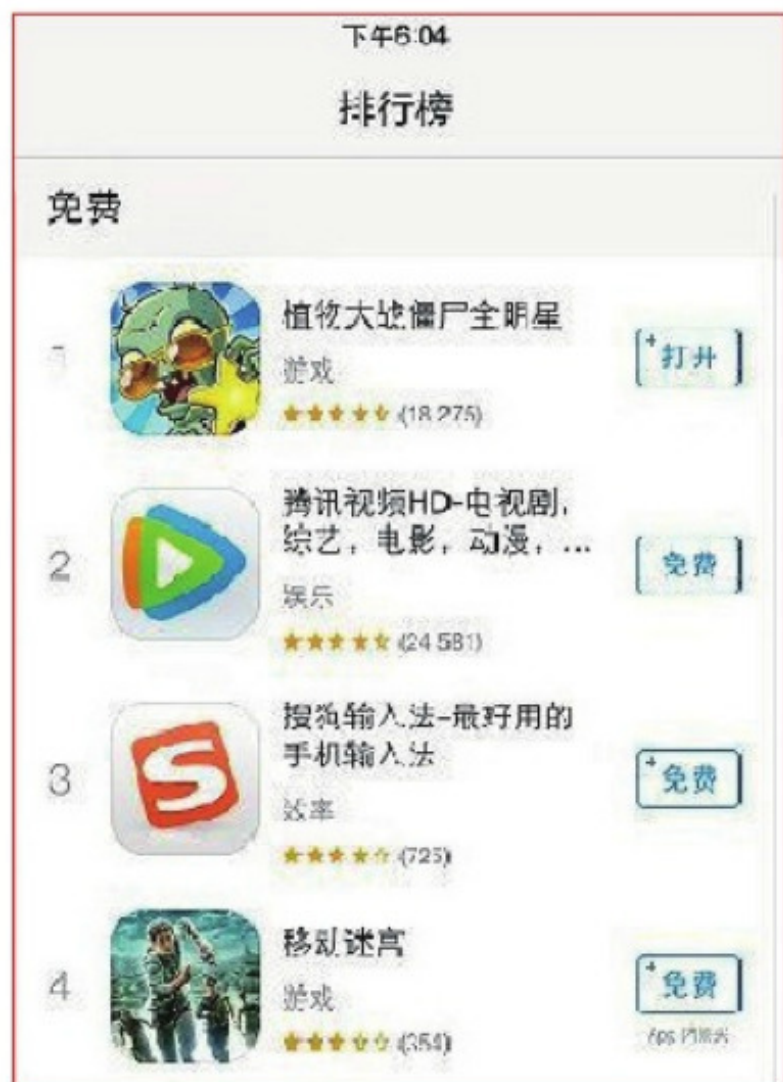 下午6:04
排行榜
免费
1
植物大战僵尸全明星
游戏
(18,275)
打开
2
腾讯视频HD-电视剧,
综艺，电影，动漫，...
娱乐
(24,581)
免费
3
搜狗输入法-最好用的
手机输入法
效率
(725)
免费
4
移动迷宫
游戏
(354)
免费